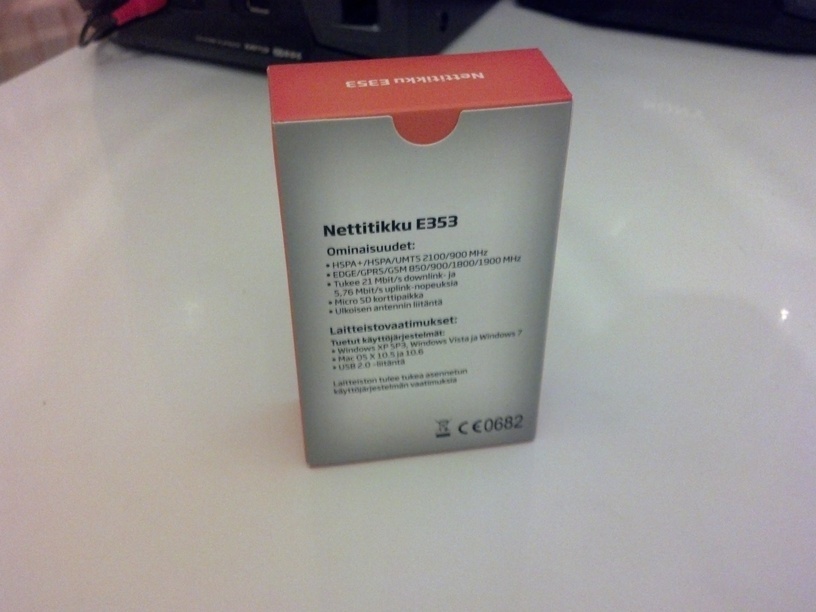 Nettitikku E353
Nettitikku E353
Ominaisuudet:
• HSPA+/HSPA/UMTS 2100/900 MHz
• EDGE/GPRS/GSM 850/900/1800/1900 MHz
• Tukee 21 Mbit/s downlink- ja
5,76 Mbit/s uplink-nopeuksia
• Micro SD korttipaikka
• Ulkoisen antennin liitäntä
Laitteistovaatimukset:
Tuetut käyttöjärjestelmät:
• Windows XP SP3, Windows Vista ja Windows 7
• Mac OS X 10.5 ja 10.6
• USB 2.0 -liitäntä
Laitteiston tulee tukea asennetun
käyttöjärjestelmän vaatimuksia
CE0682